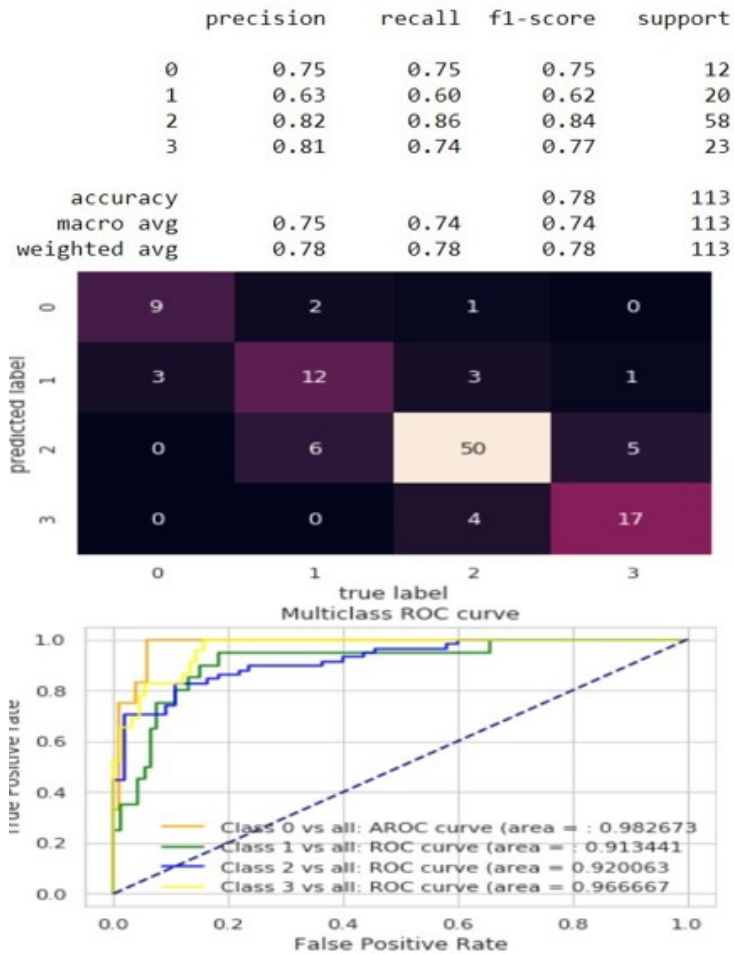 precision recall f1-score support
0 0.75 0.75 0.75 12
1 0.63 0.60 0.62 20
2 0.82 0.86 0.84 58
3 0.81 0.74 0.77 23
accuracy 0.78 113
macro avg 0.75 0.74 0.74 113
weighted avg 0.78 0.78 0.78 113
predicted label
0 9 2 1 0
1 3 12 3 1
2 0 6 50 5
3 0 0 4 17
0 1 2 3
true label
Multiclass ROC curve
True Positive rate
1.0
0.8
0.6
0.4
0.2
0.0
Class 0 vs all: AROC curve (area = : 0.982673
Class 1 vs all: ROC curve (area = : 0.913441
Class 2 vs all: ROC curve (area = 0.920063
Class 3 vs all: ROC curve (area = 0.966667
0.0 0.2 0.4 0.6 0.8 1.0
False Positive Rate